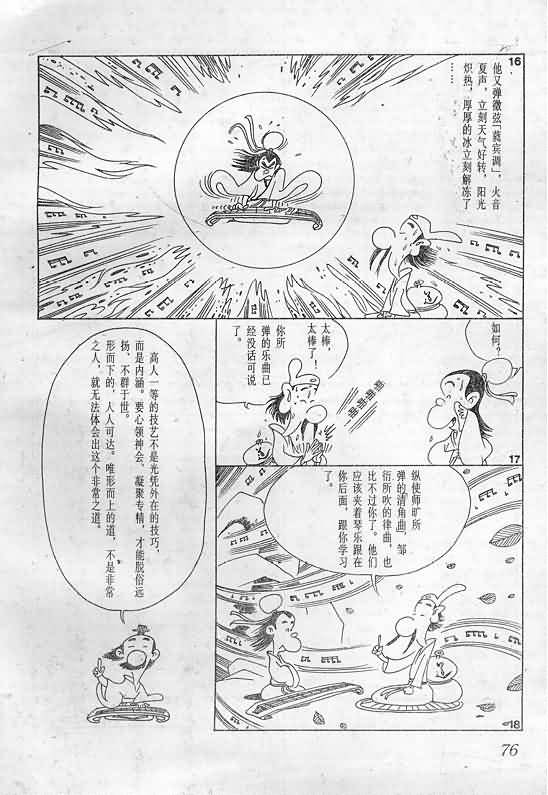 16
他又弹徵弦「蕤宾调」，火音
夏声，立刻天气好转，阳光
炽热，厚厚的冰立刻解冻了
……
如何？
17
太棒，
太棒了！
你所
弹的乐曲已
经没话可说
了。
啪啪啪啪
纵使师旷所
弹的清角曲，邹
衍所吹的律曲，也
比不过你了。他们
应该夹着琴乐跟在
你后面，跟你学习
了。
18
高人一等的技艺不是光凭外在的技巧，
而是内涵。要心领神会、凝聚专精，才能脱俗远
扬、不群于世。
形而下的，人人可达。唯形而上的道，不是非常
之人，就无法体会出这个非常之道。
76